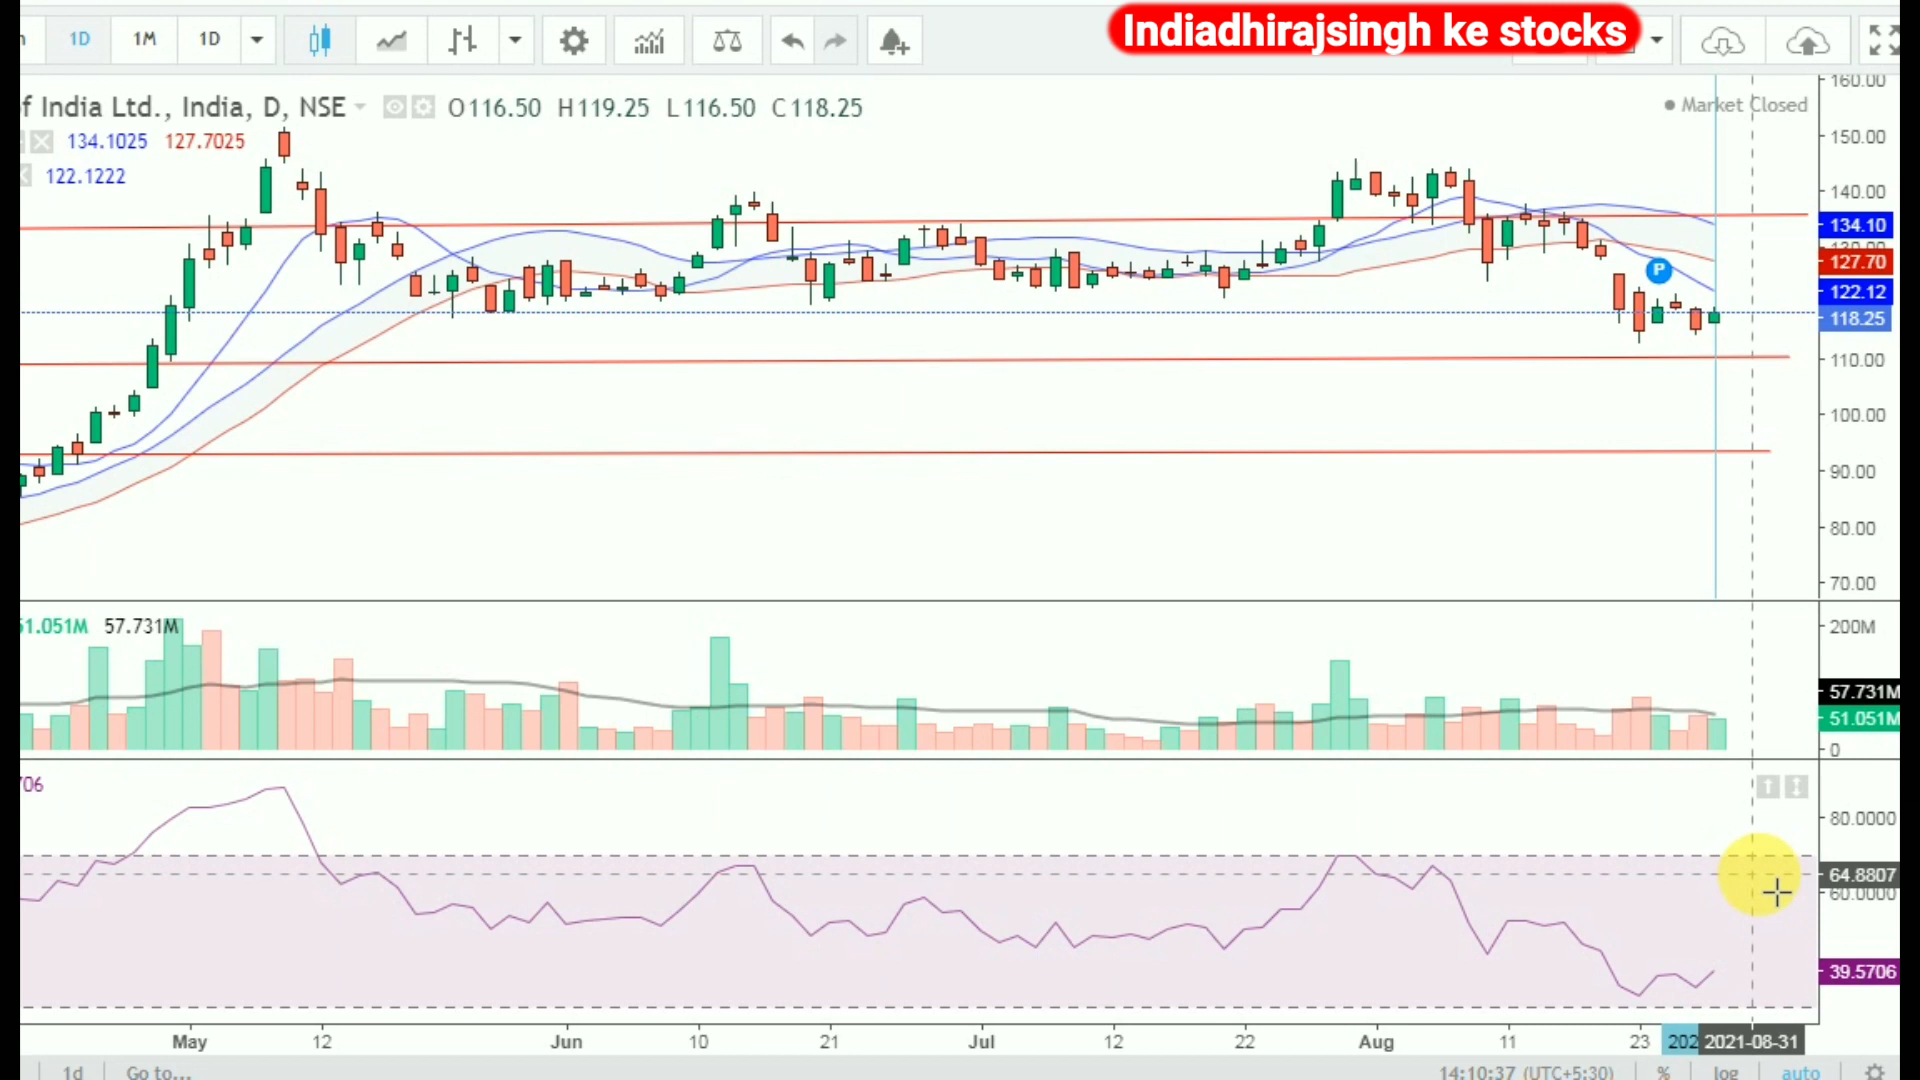 1D 1M 1D
Indiadhirajsingh ke stocks
f India Ltd., India, D, NSE O116.50 H119.25 L116.50 C118.25
Market Closed
134.1025 127.7025
122.1222
160.00
150.00
140.00
134.10
130.00
127.70
122.12
118.25
110.00
100.00
90.00
80.00
70.00
P
51.051M 57.731M
200M
57.731M
51.051M
0
706
80.0000
64.8807
60.0000
39.5706
May 12 Jun 10 21 Jul 12 22 Aug 11 23 202 2021-08-31
1d Go to... 14:10:37 (UTC+5:30) % log auto